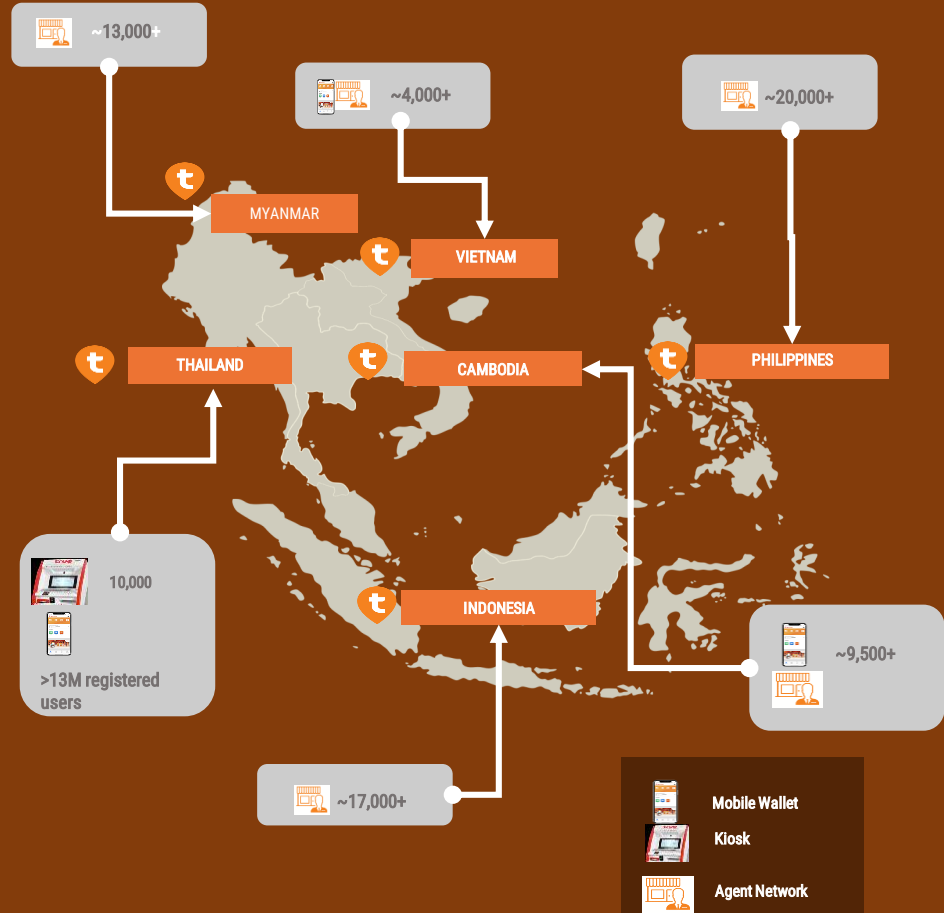 ~13,000+
~4,000+
~20,000+
t
MYANMAR
t
VIETNAM
t
THAILAND
t
CAMBODIA
t
PHILIPPINES
10,000
>13M registered
users
t
INDONESIA
~9,500+
~17,000+
Mobile Wallet
Kiosk
Agent Network